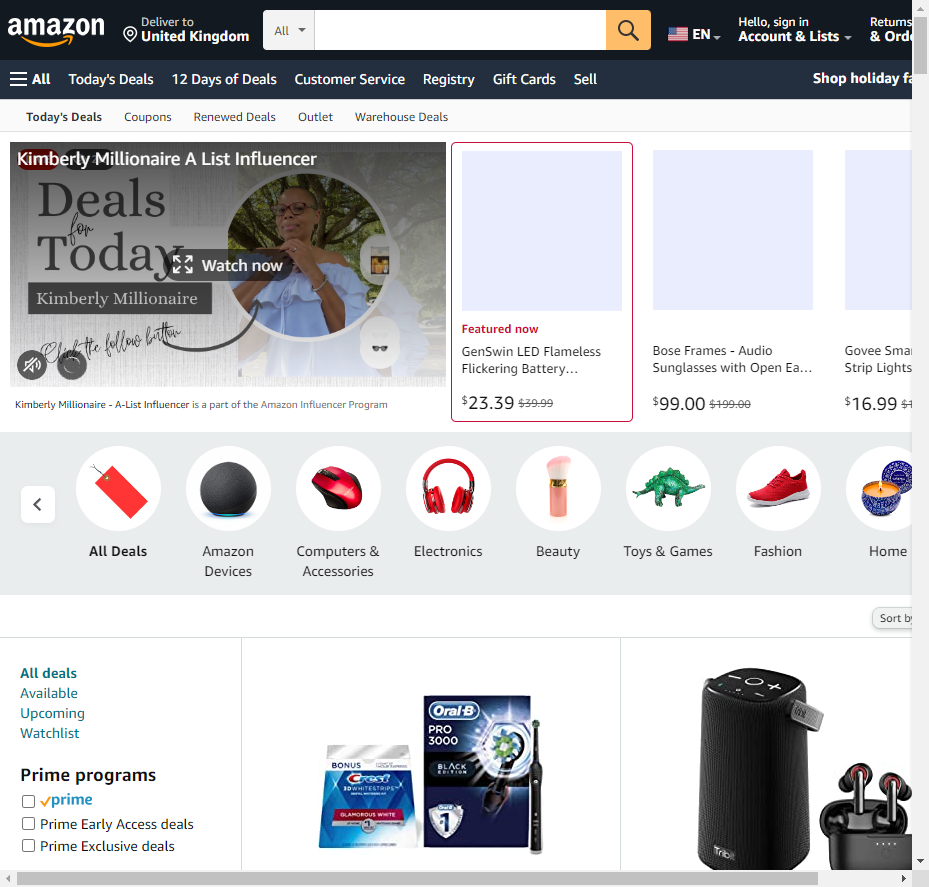 amazon
Deliver to
United Kingdom
All
EN
Hello, sign in
Account & Lists
Returns
& Orde
All
Today's Deals
12 Days of Deals
Customer Service
Registry
Gift Cards
Sell
Shop holiday fa
Today's Deals
Coupons
Renewed Deals
Outlet
Warehouse Deals
Kimberly Millionaire A List Influencer
Deals
for
Today
Watch now
Kimberly Millionaire
Click the follow button
Kimberly Millionaire - A-List Influencer is a part of the Amazon Influencer Program
Featured now
GenSwin LED Flameless
Flickering Battery…
$23.39 $39.99
Bose Frames - Audio
Sunglasses with Open Ea…
$99.00 $199.00
Govee Smar
Strip Lights
$16.99 $1
All Deals
Amazon
Devices
Computers &
Accessories
Electronics
Beauty
Toys & Games
Fashion
Home
Sort by
All deals
Available
Upcoming
Watchlist
Prime programs
prime
Prime Early Access deals
Prime Exclusive deals
Oral-B
PRO
3000
BLACK
EDITION
#1
BONUS
Crest
3DWHITESTRIPS
GLAMOROUS WHITE
Tribit